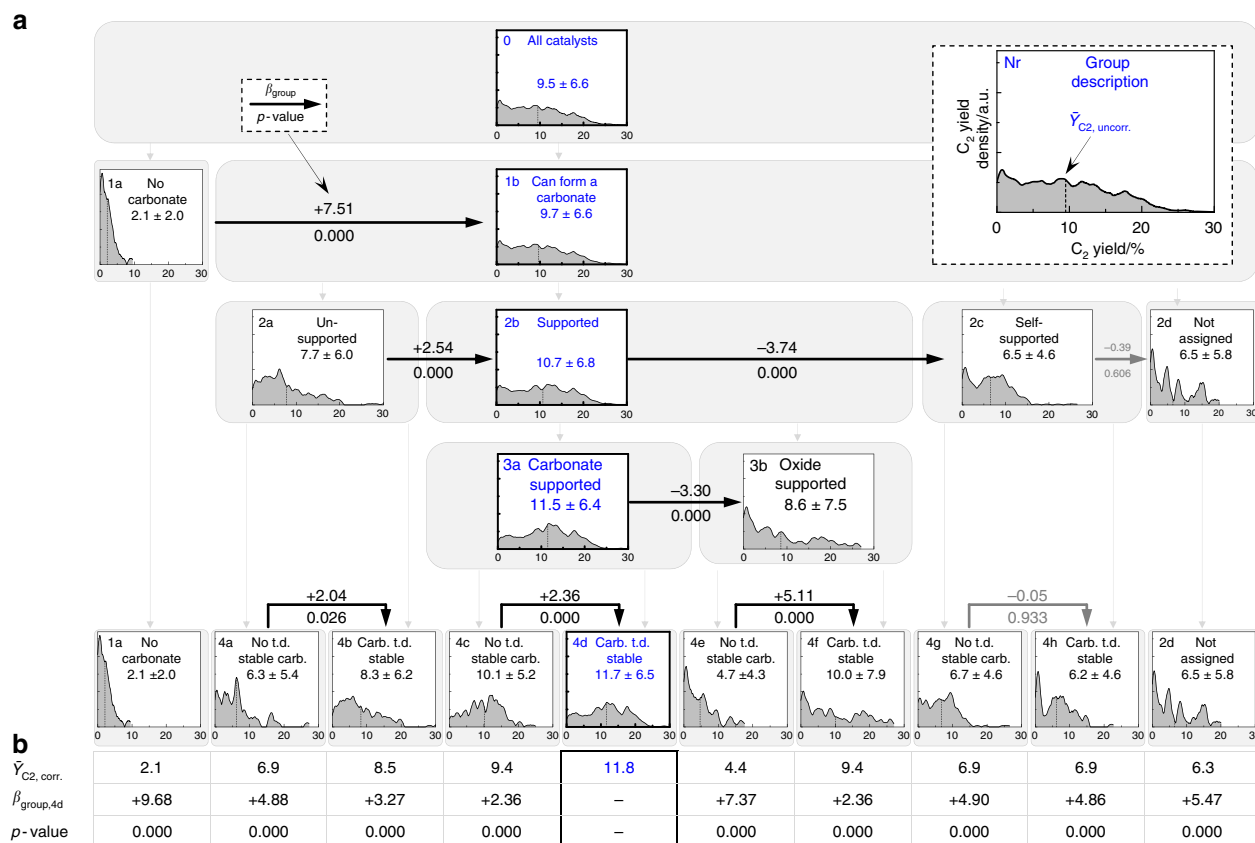 a
0 All catalysts
9.5 ± 6.6
0 10 20 30
βgroup
p-value
Nr Group
description
ȲC2, uncorr.
C2 yield
density/a.u.
0 10 20 30
C2 yield/%
1a No
carbonate
2.1 ± 2.0
0 10 20 30
+7.51
0.000
1b Can form a
carbonate
9.7 ± 6.6
0 10 20 30
2a Un-
supported
7.7 ± 6.0
0 10 20 30
+2.54
0.000
2b Supported
10.7 ± 6.8
0 10 20 30
–3.74
0.000
2c Self-
supported
6.5 ± 4.6
0 10 20 30
–0.39
0.606
2d Not
assigned
6.5 ± 5.8
0 10 20 30
3a Carbonate
supported
11.5 ± 6.4
0 10 20 30
–3.30
0.000
3b Oxide
supported
8.6 ± 7.5
0 10 20 30
+2.04
0.026
+2.36
0.000
+5.11
0.000
–0.05
0.933
1a No
carbonate
2.1 ±2.0
0 10 20 30
4a No t.d.
stable carb.
6.3 ± 5.4
0 10 20 30
4b Carb. t.d.
stable
8.3 ± 6.2
0 10 20 30
4c No t.d.
stable carb.
10.1 ± 5.2
0 10 20 30
4d Carb. t.d.
stable
11.7 ± 6.5
0 10 20 30
4e No t.d.
stable carb.
4.7 ±4.3
0 10 20 30
4f Carb. t.d.
stable
10.0 ± 7.9
0 10 20 30
4g No t.d.
stable carb.
6.7 ± 4.6
0 10 20 30
4h Carb. t.d.
stable
6.2 ± 4.6
0 10 20 30
2d Not
assigned
6.5 ± 5.8
0 10 20 30
b
ȲC2, corr. 2.1 6.9 8.5 9.4 11.8 4.4 9.4 6.9 6.9 6.3
βgroup,4d +9.68 +4.88 +3.27 +2.36 – +7.37 +2.36 +4.90 +4.86 +5.47
p-value 0.000 0.000 0.000 0.000 – 0.000 0.000 0.000 0.000 0.000